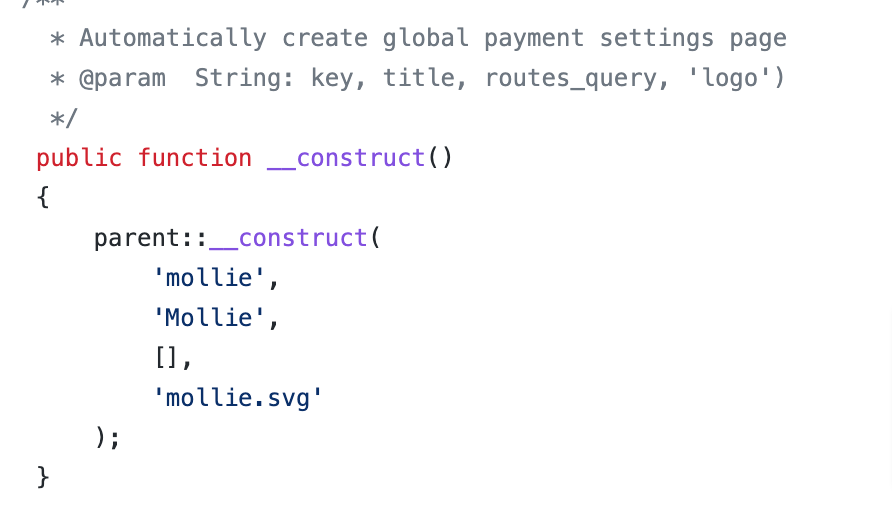 /**
 * Automatically create global payment settings page
 * @param  String: key, title, routes_query, 'logo')
 */
public function __construct()
{
    parent::__construct(
        'mollie',
        'Mollie',
        [],
        'mollie.svg'
    );
}